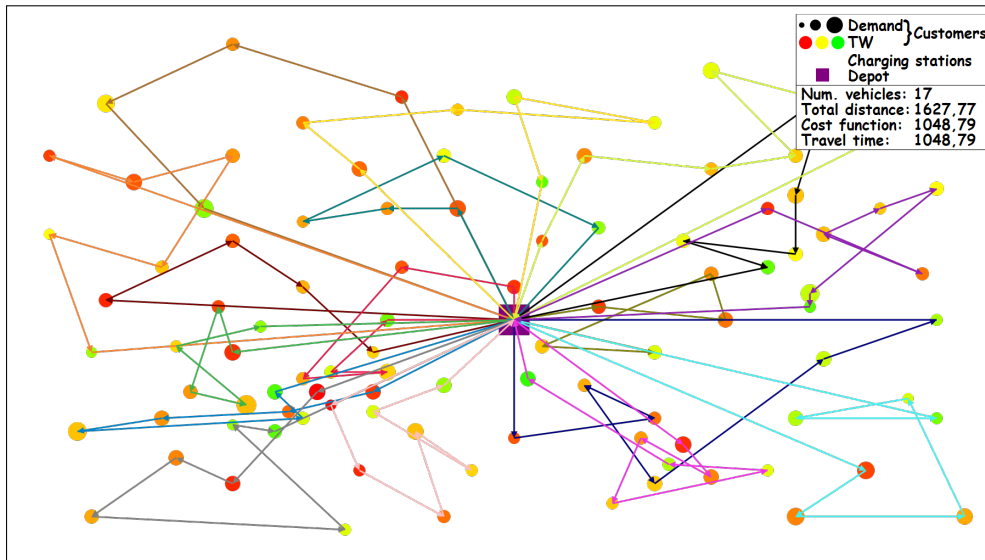 Demand
TW
} Customers
Charging stations
Depot
Num. vehicles: 17
Total distance: 1627,77
Cost function: 1048,79
Travel time: 1048,79